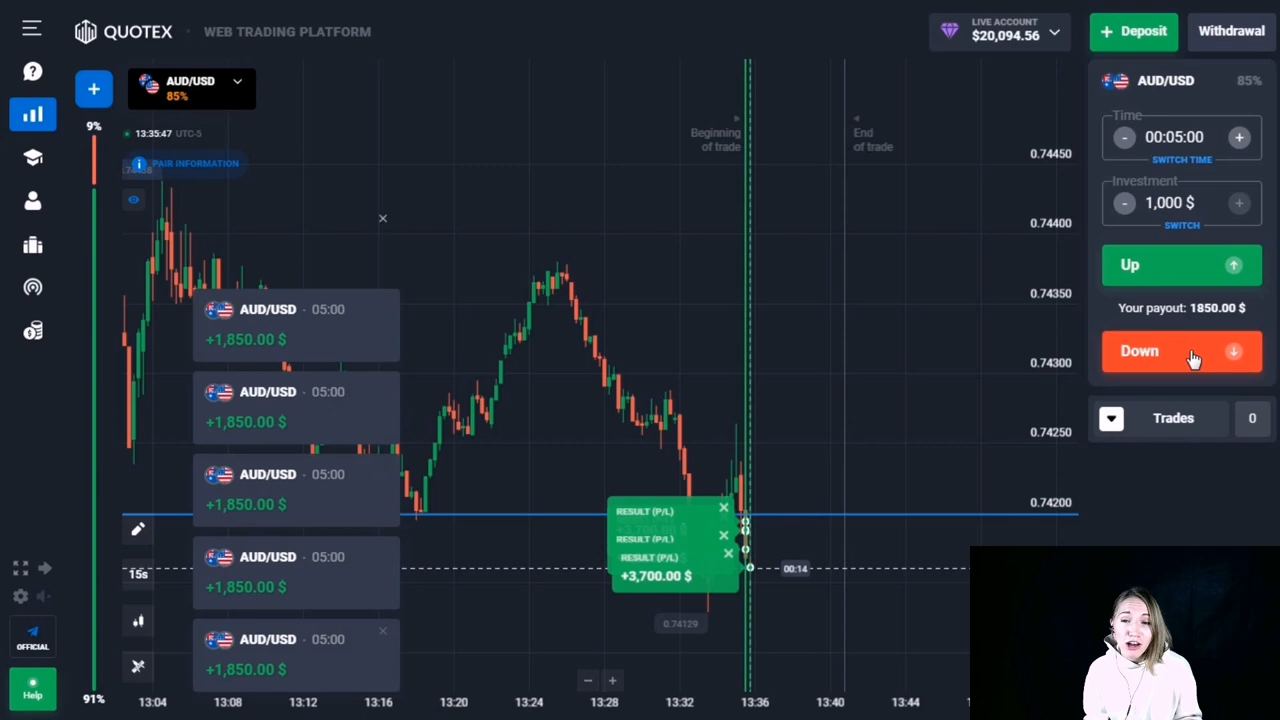 QUOTEX
WEB TRADING PLATFORM
LIVE ACCOUNT
$20,094.56
+ Deposit
Withdrawal
AUD/USD
85%
9%
13:35:47 UTC-5
PAIR INFORMATION
Beginning
of trade
End
of trade
AUD/USD 85%
Time
- 00:05:00 +
SWITCH TIME
Investment
- 1,000 $ +
SWITCH
Up
Your payout: 1850.00 $
Down
Trades 0
0.74450
0.74400
0.74350
0.74300
0.74250
0.74200
AUD/USD · 05:00
+1,850.00 $
AUD/USD · 05:00
+1,850.00 $
AUD/USD · 05:00
+1,850.00 $
AUD/USD · 05:00
+1,850.00 $
AUD/USD · 05:00
+1,850.00 $
RESULT (P/L)
RESULT (P/L)
RESULT (P/L)
+3,700.00 $
00:14
0.74129
15s
OFFICIAL
Help
91%
13:04 13:08 13:12 13:16 13:20 13:24 13:28 13:32 13:36 13:40 13:44